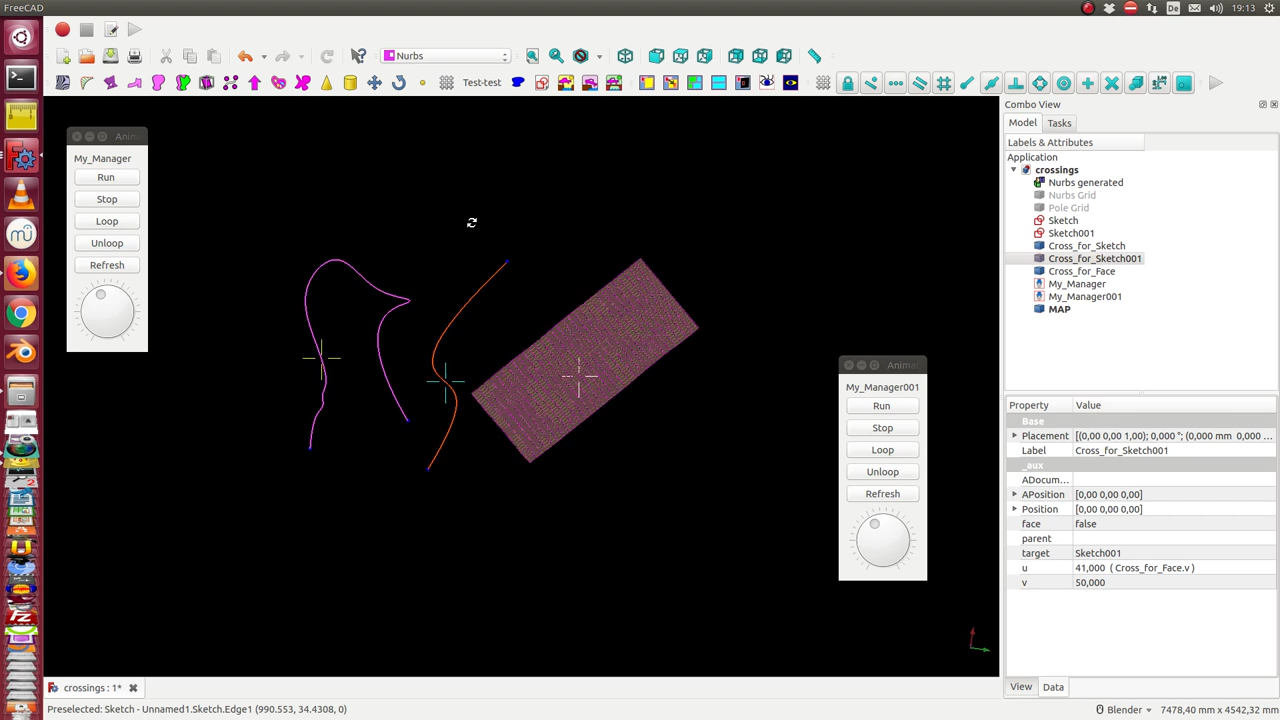 FreeCAD
De
19:13
Nurbs
Test-test
Combo View
Model
Tasks
Labels & Attributes
Application
crossings
Nurbs generated
Nurbs Grid
Pole Grid
Sketch
Sketch001
Cross_for_Sketch
Cross_for_Sketch001
Cross_for_Face
My_Manager
My_Manager001
MAP
Anim
My_Manager
Run
Stop
Loop
Unloop
Refresh
Anima
My_Manager001
Run
Stop
Loop
Unloop
Refresh
Property
Value
Base
Placement
[(0,00 0,00 1,00); 0,000 °; (0,000 mm 0,000 ...
Label
Cross_for_Sketch001
_aux
ADocum...
APosition
[0,00 0,00 0,00]
Position
[0,00 0,00 0,00]
face
false
parent
target
Sketch001
u
41,000 ( Cross_for_Face.v )
v
50,000
View
Data
crossings : 1*
Preselected: Sketch - Unnamed1.Sketch.Edge1 (990.553, 34.4308, 0)
Blender
7478,40 mm x 4542,32 mm